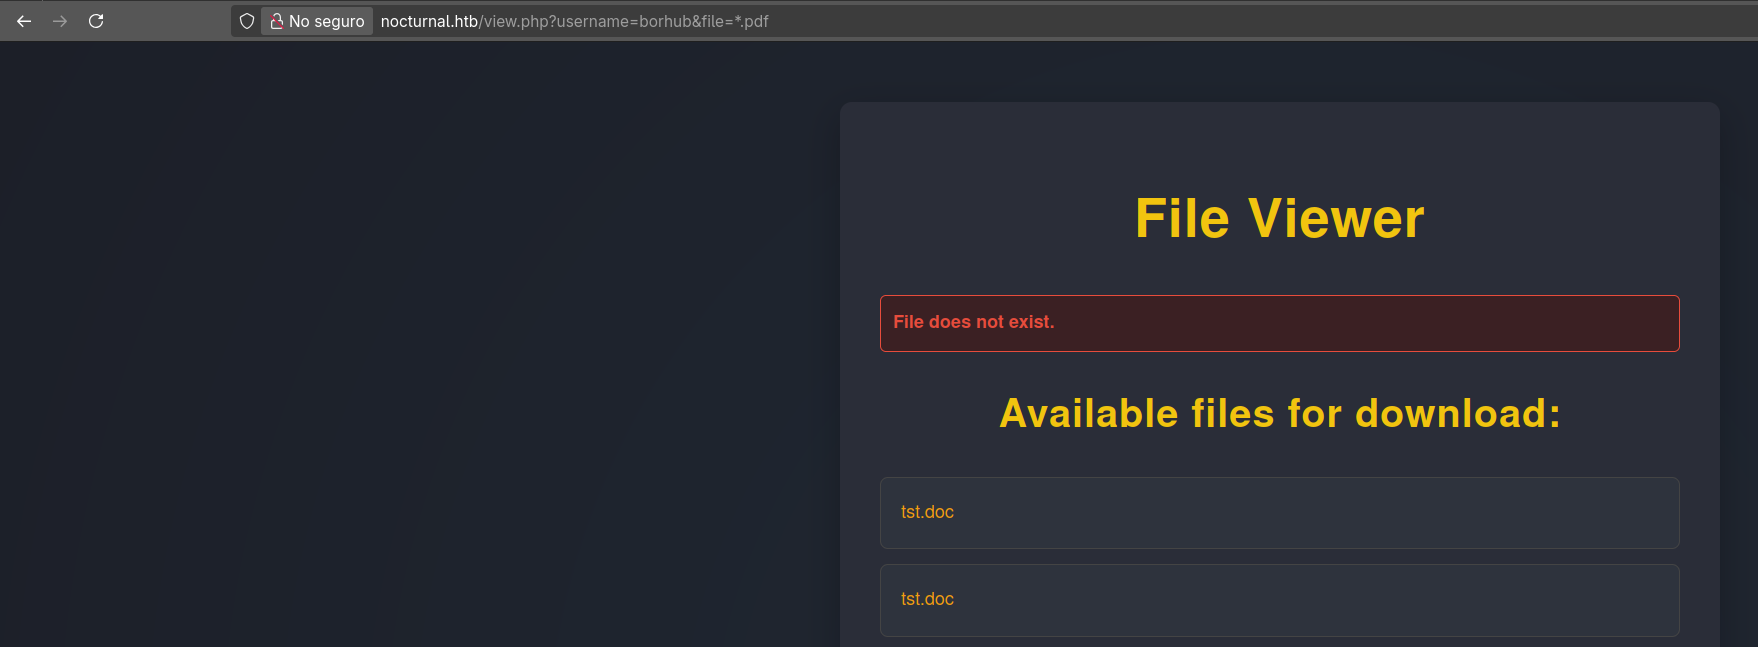 No seguro
nocturnal.htb/view.php?username=borhub&file=*.pdf
File Viewer
File does not exist.
Available files for download:
tst.doc
tst.doc